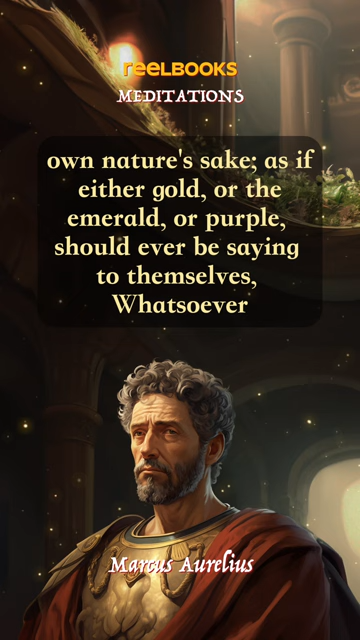 reelBOOKS
MEDITATIONS
own nature's sake; as if
either gold, or the
emerald, or purple,
should ever be saying
to themselves,
Whatsoever
Marcus Aurelius